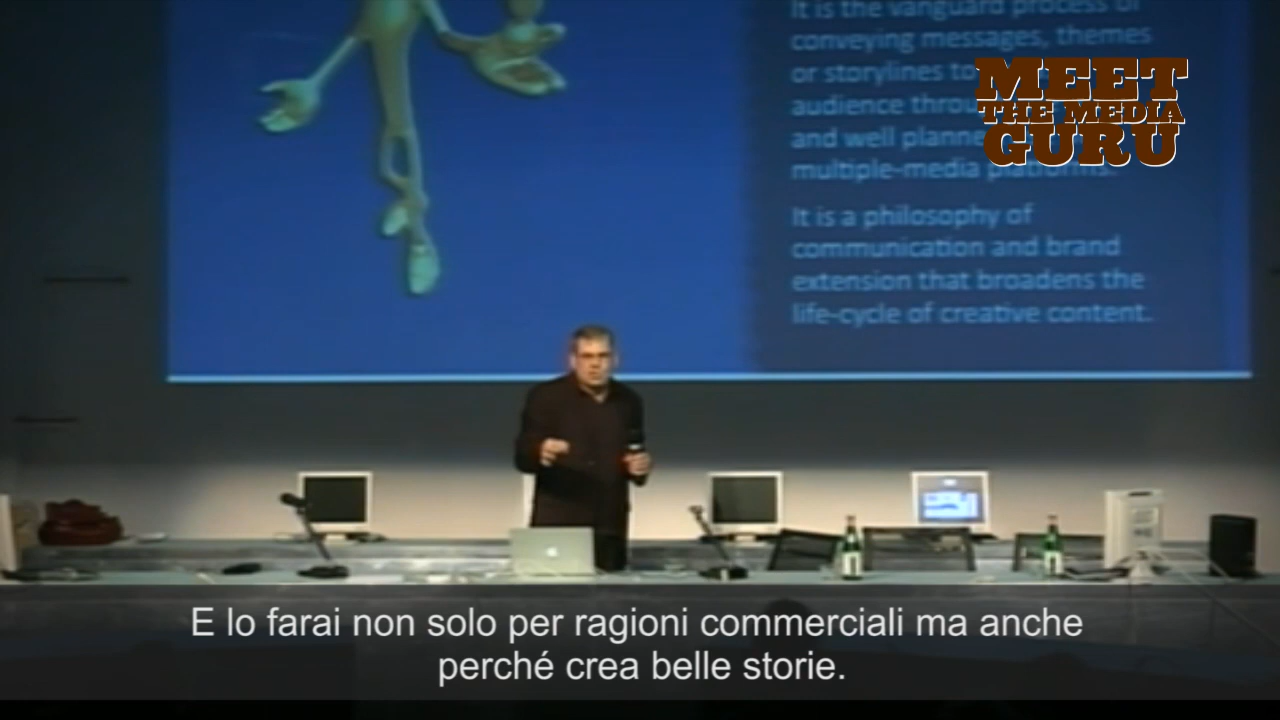 It is the vanguard process of
conveying messages, themes
or storylines to
audience throu
and well planne
multiple-media platforms.
It is a philosophy of
communication and brand
extension that broadens the
life-cycle of creative content.
MEET
THE MEDIA
GURU
E lo farai non solo per ragioni commerciali ma anche
perché crea belle storie.